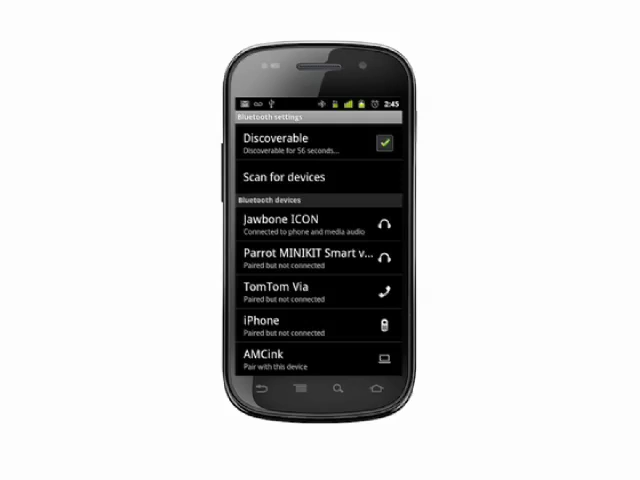 2:45
Bluetooth settings
Discoverable
Discoverable for 56 seconds...
Scan for devices
Bluetooth devices
Jawbone ICON
Connected to phone and media audio
Parrot MINIKIT Smart v...
Paired but not connected
TomTom Via
Paired but not connected
iPhone
Paired but not connected
AMCink
Pair with this device